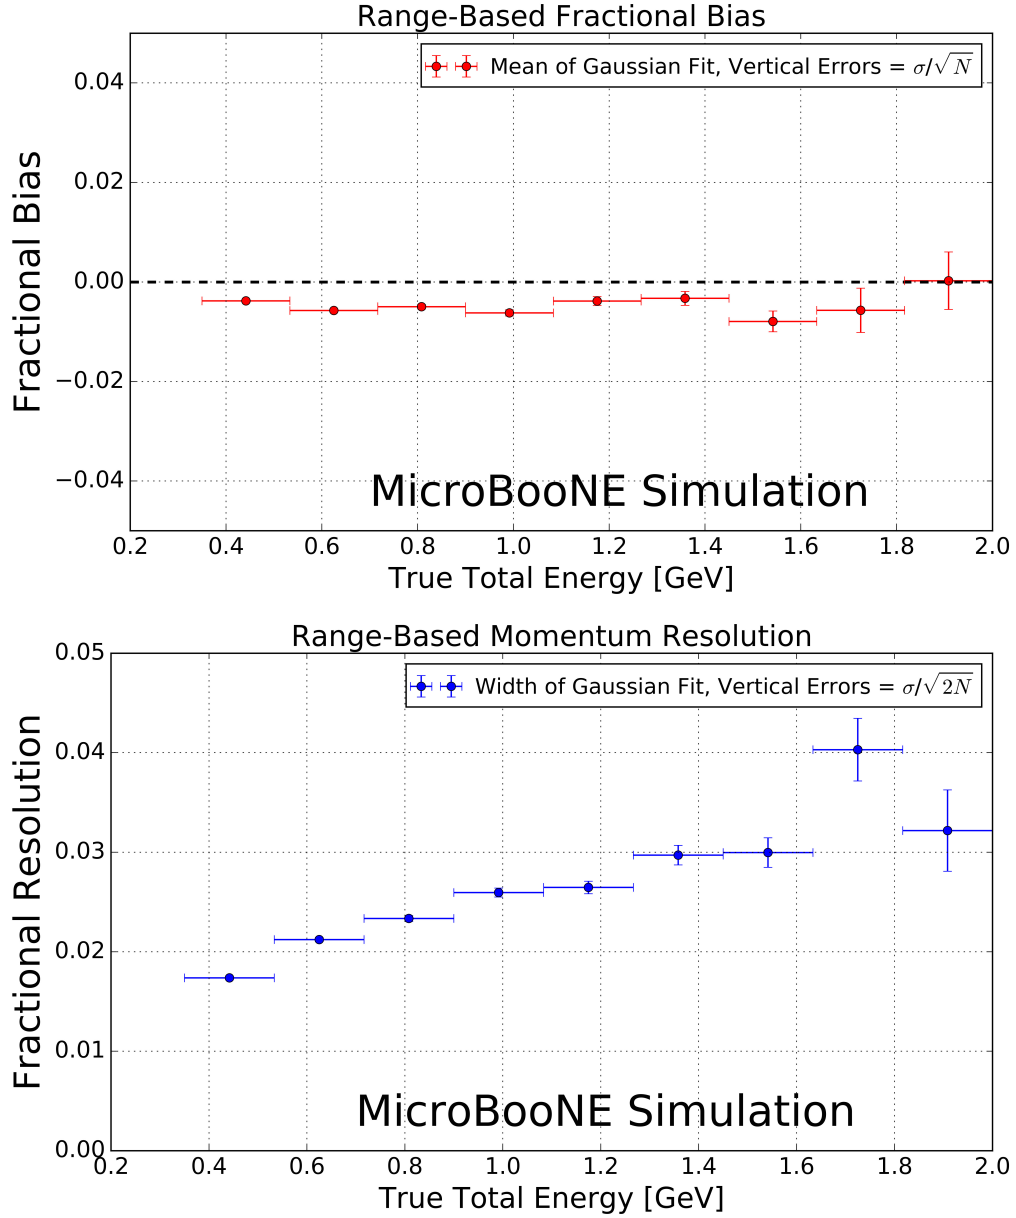 Range-Based Fractional Bias
Mean of Gaussian Fit, Vertical Errors = σ/√N
Fractional Bias
0.04
0.02
0.00
−0.02
−0.04
MicroBooNE Simulation
0.2 0.4 0.6 0.8 1.0 1.2 1.4 1.6 1.8 2.0
True Total Energy [GeV]
Range-Based Momentum Resolution
Width of Gaussian Fit, Vertical Errors = σ/√2N
Fractional Resolution
0.05
0.04
0.03
0.02
0.01
0.00
MicroBooNE Simulation
0.2 0.4 0.6 0.8 1.0 1.2 1.4 1.6 1.8 2.0
True Total Energy [GeV]